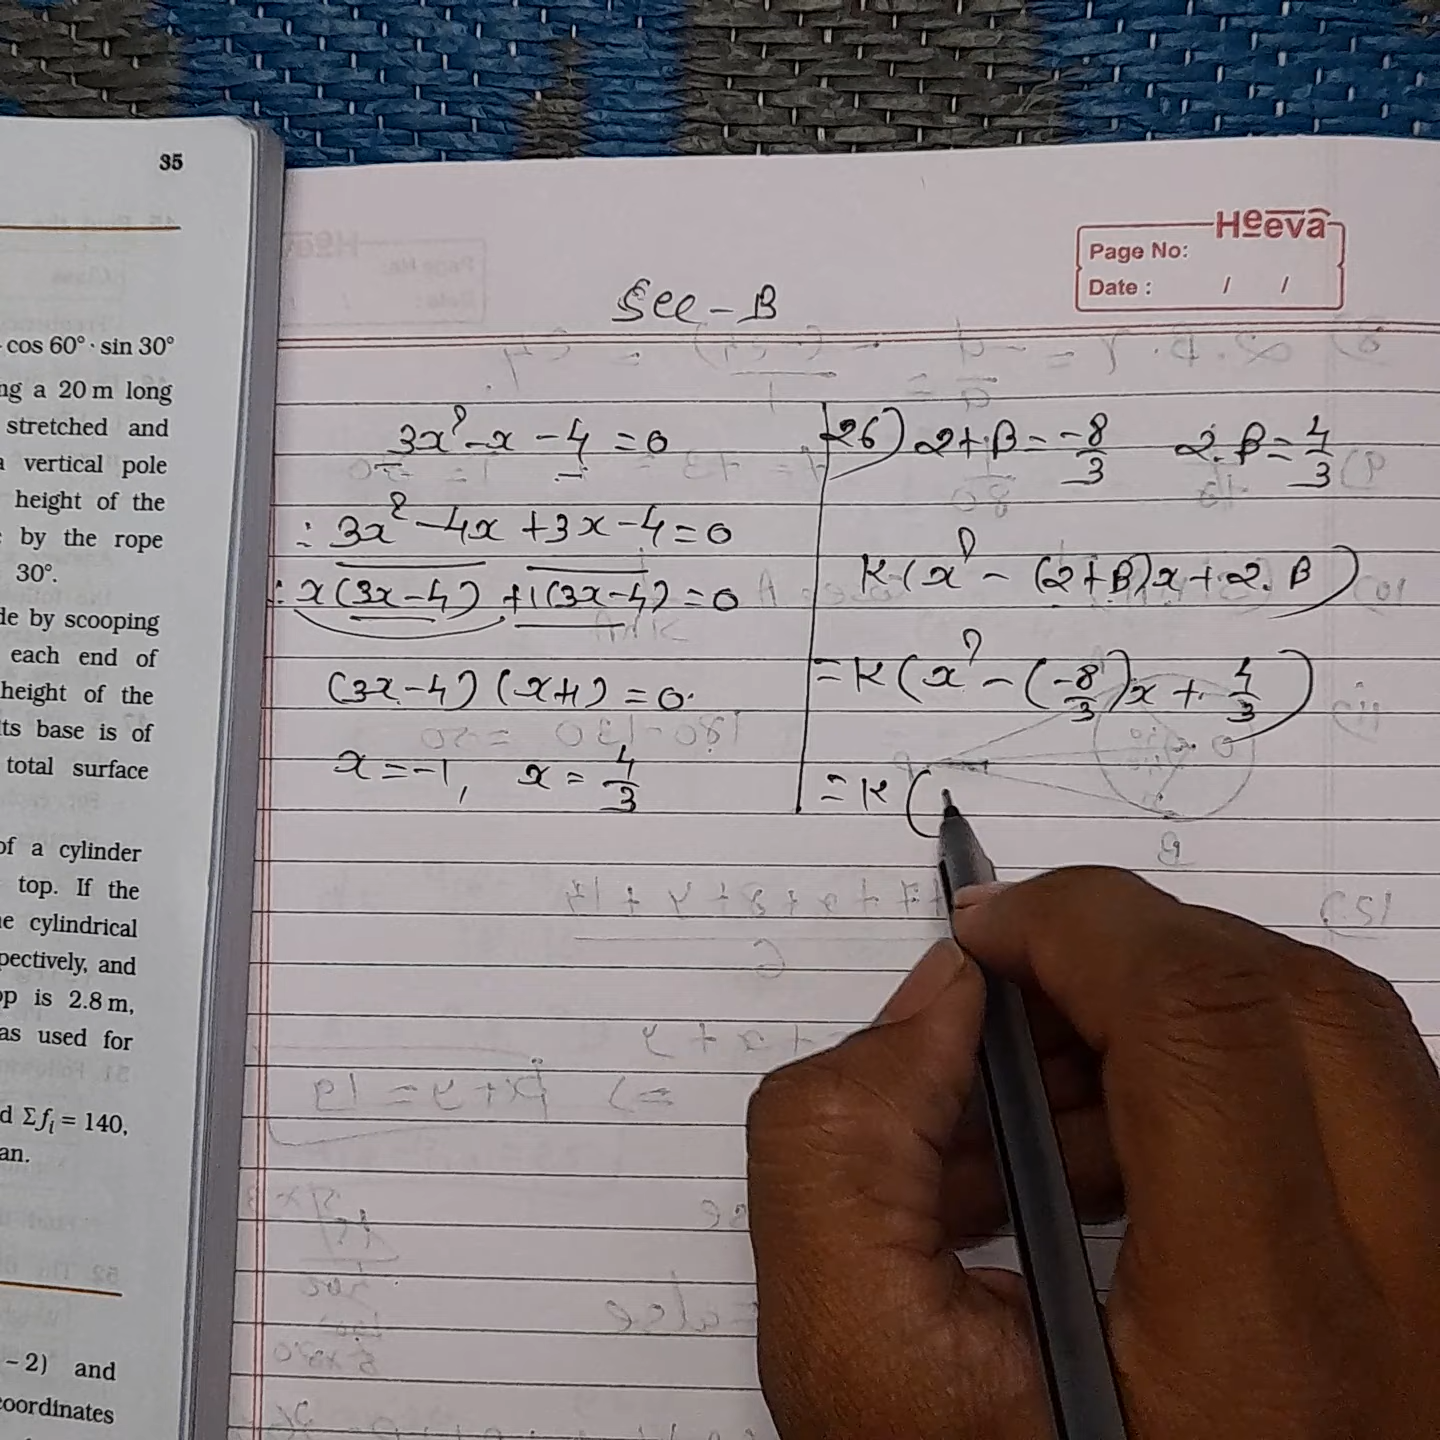 35
cos 60° · sin 30°
ng a 20 m long
stretched and
a vertical pole
height of the
by the rope
30°.
de by scooping
each end of
height of the
its base is of
total surface
of a cylinder
top. If the
e cylindrical
pectively, and
op is 2.8 m,
as used for
d Σfᵢ = 140,
an.
– 2) and
coordinates
Heeva
Page No:
Date : / /
Sec - B
3x² - x - 4 = 0
∴ 3x² - 4x + 3x - 4 = 0
∴ x(3x-4) + 1(3x-4) = 0
(3x-4) (x+1) = 0
x = -1, x = 4/3
26) α+β = -8/3 α.β = 4/3
K(x² - (α+β)x + α.β)
= K(x² - (-8/3)x + 4/3)
= K(